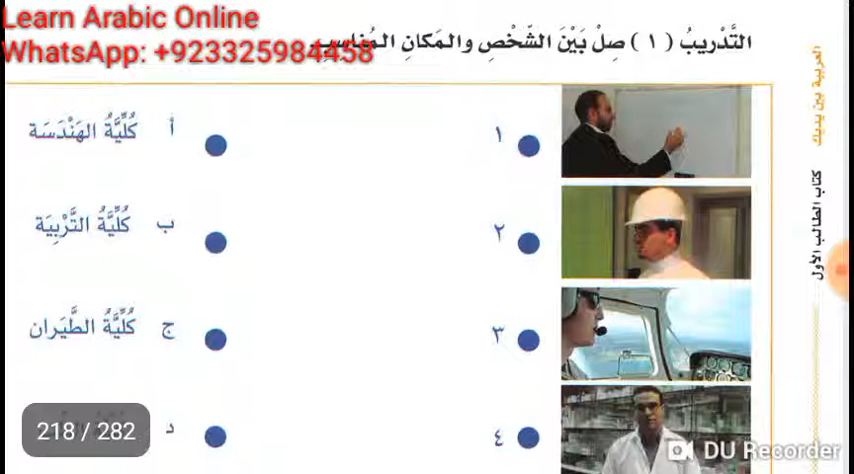 Learn Arabic Online
WhatsApp: +923325984458
التَّدْريبُ ( ١ ) صِلْ بَيْنَ الشَّخْصِ والمَكانِ المُناسِبِ
العربية بين يديك
كتاب الطالب الأول
١
أ كُلِّيَّةُ الهَنْدَسَة
٢
ب كُلِّيَّةُ التَّرْبِيَة
٣
ج كُلِّيَّةُ الطَّيَران
٤
د
218 / 282
DU Recorder